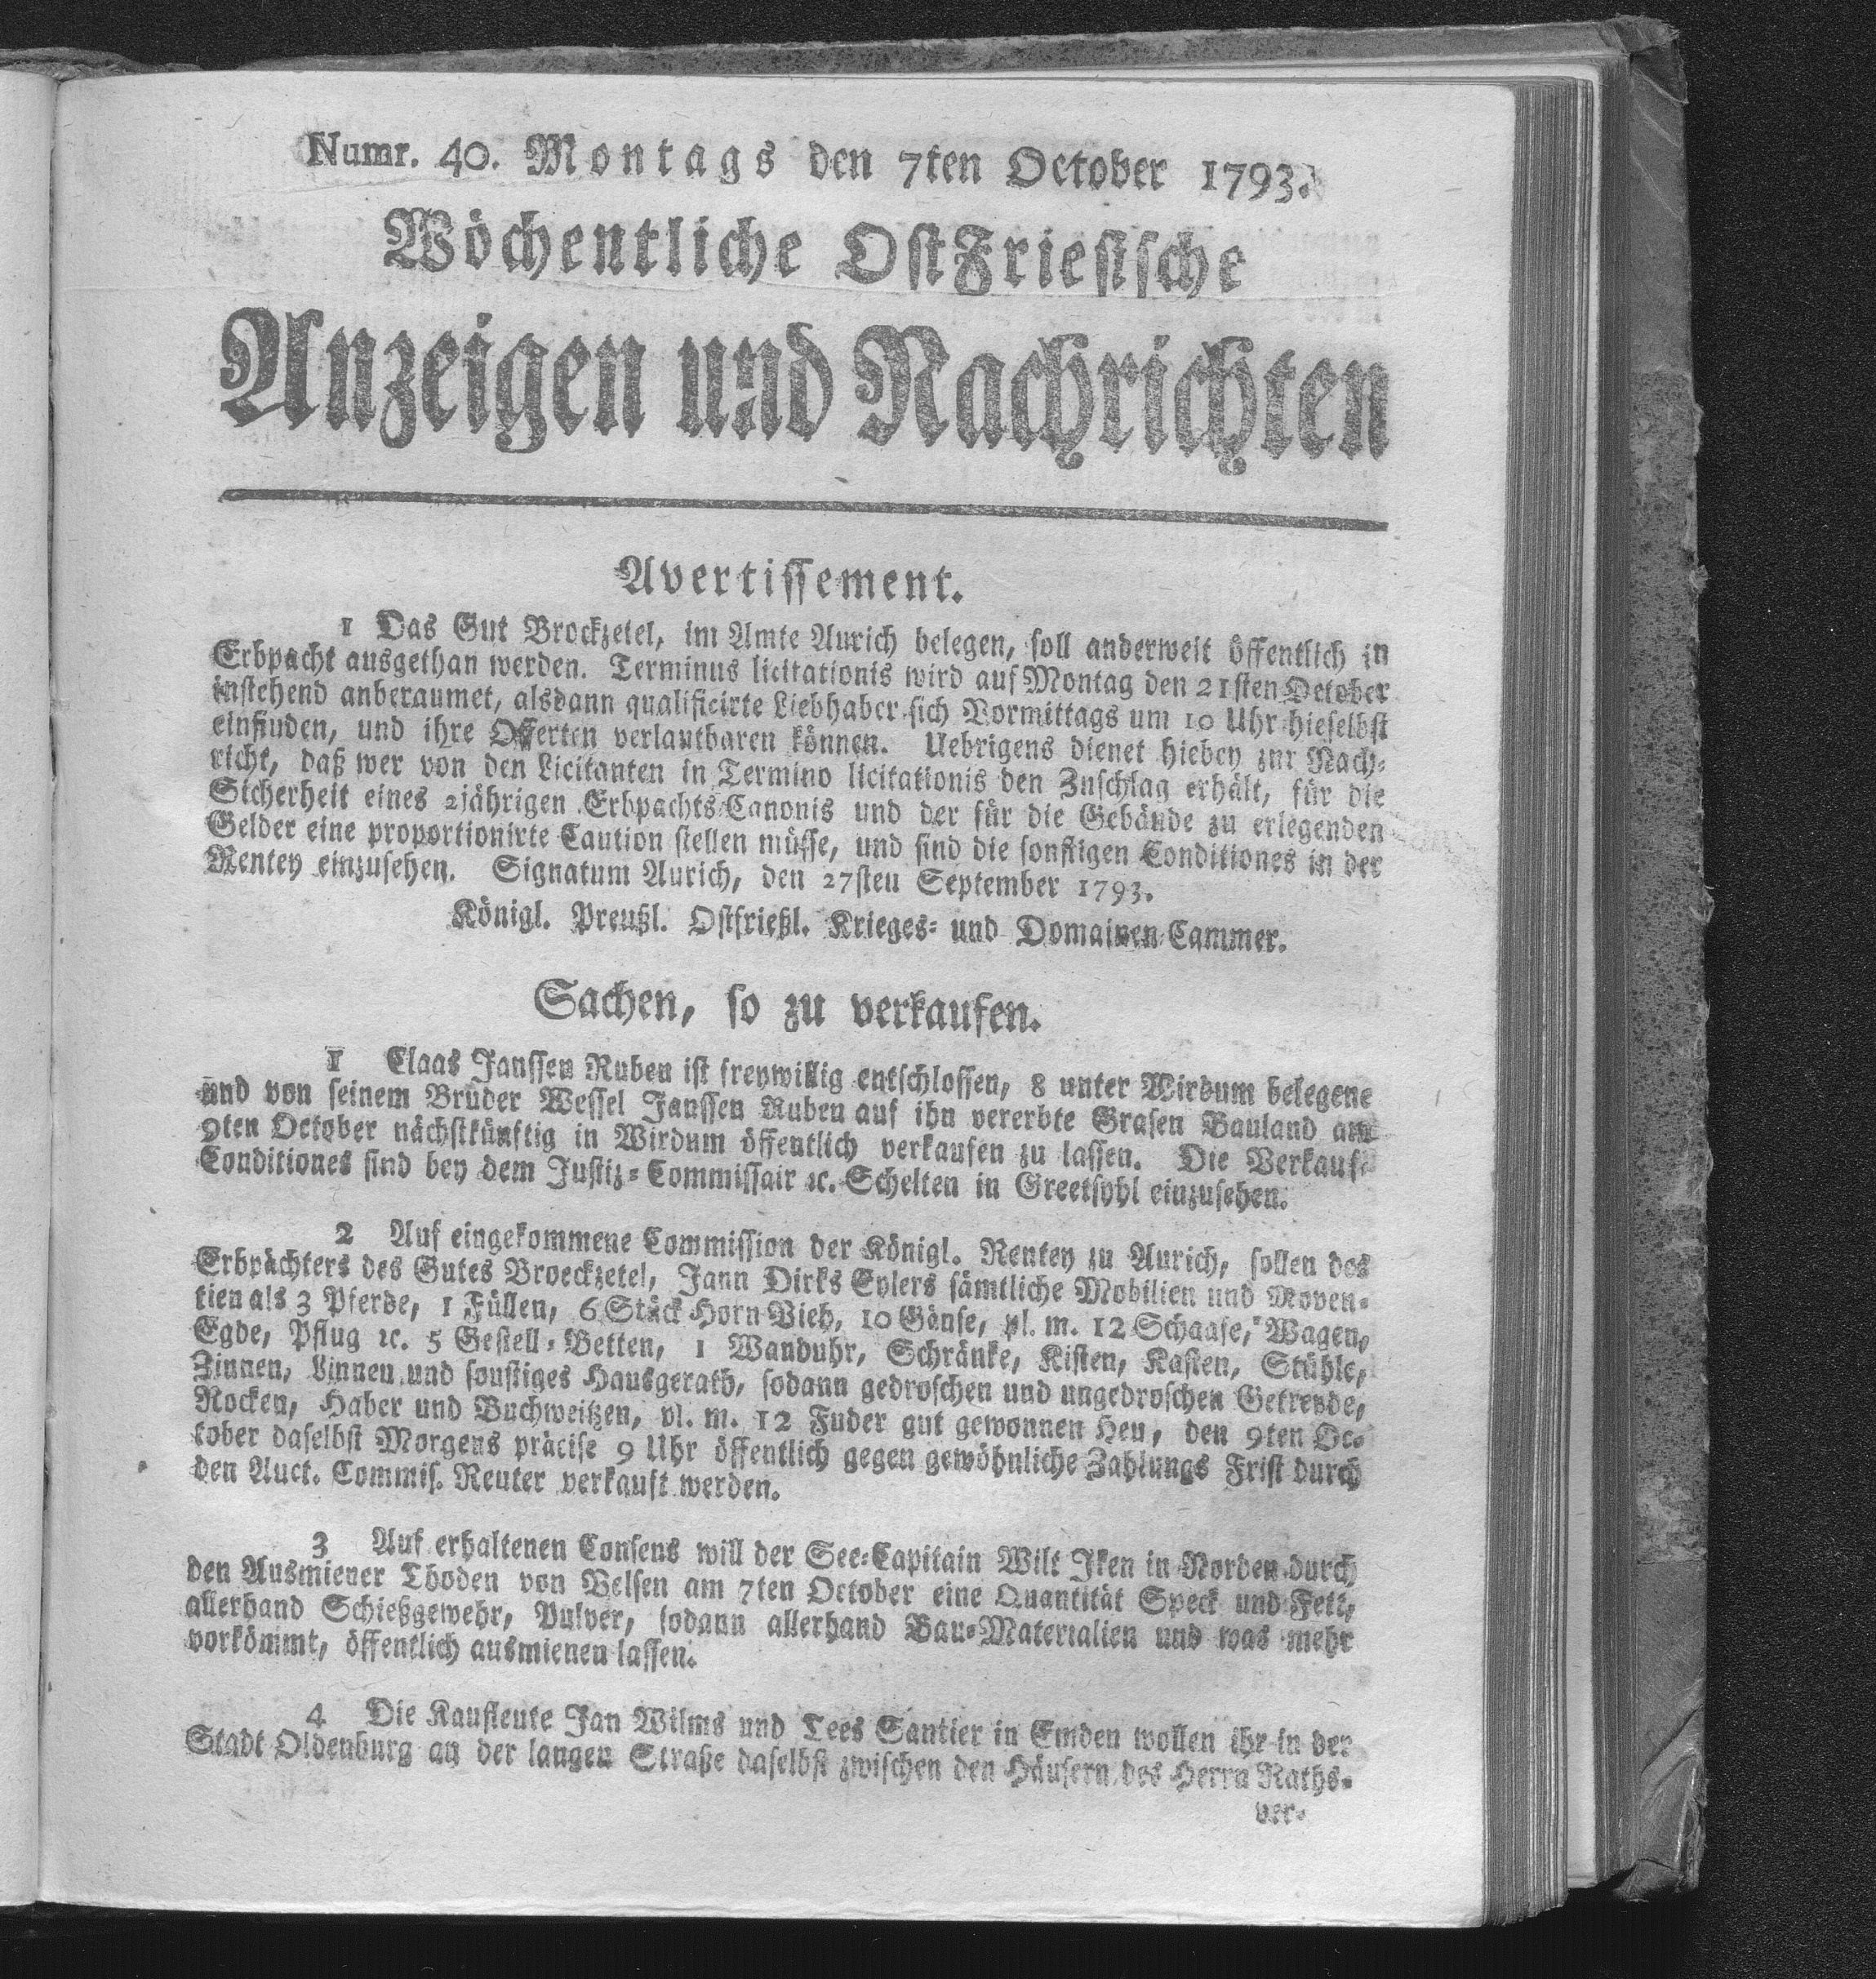 Numr. 40. Montags den 7ten October 1793.
Wöchentliche OstFriesische
Anzeigen und Nachrichten
Avertissement.
1 Das Gut Brockzetel, im Amte Aurich belegen, soll anderweit öffentlich in
Erbpacht ausgethan werden. Terminus licitationis wird auf Montag den 21sten October
instehend anberaumet, alsdann qualificirte Liebhaber sich Vormittags um 10 Uhr hieselbst
einfinden, und ihre Offerten verlautbaren können. Uebrigens dienet hiebey zur Nach-
richt, daß wer von den Licitanten in Termino licitationis den Zuschlag erhält, für die
Sicherheit eines 2jährigen Erbpachts Canonis und der für die Gebäude zu erlegenden
Gelder eine proportionirte Caution stellen müsse, und sind die sonstigen Conditiones in der
Rentey einzusehen. Signatum Aurich, den 27sten September 1793.
Königl. Preußl. Ostfrießl. Krieges- und Domainen Cammer.
Sachen, so zu verkaufen.
1 Claas Janssen Ruben ist freywillig entschlossen, 8 unter Wirdum belegene
und von seinem Bruder Wessel Janssen Ruben auf ihn vererbte Grasen Bauland am
9ten October nächstkünftig in Wirdum öffentlich verkaufen zu lassen. Die Verkauf-
Conditiones sind bey dem Justiz-Commissair ꝛc. Schelten in Greetsyhl einzusehen.
2 Auf eingekommene Commission der Königl. Rentey zu Aurich, sollen des
Erbpächters des Gutes Broeckzetel, Jann Dirks Eylers sämtliche Mobilien und Moven-
tien als 3 Pferde, 1 Füllen, 6 Stück Horn-Vieh, 10 Gänse, pl. m. 12 Schaafe, Wagen,
Egde, Pflug ꝛc. 5 Gestell-Betten, 1 Wanduhr, Schränke, Kisten, Kasten, Stühle,
Zinnen, Linnen und sonstiges Hausgerath, sodann gedroschen und ungedroschen Getreyde,
Rocken, Haber und Buchweitzen, pl. m. 12 Fuder gut gewonnen Heu, den 9ten Oc-
tober daselbst Morgens präcise 9 Uhr öffentlich gegen gewöhnliche Zahlungs Frist durch
den Auct. Commis. Reuter verkauft werden.
3 Auf erhaltenen Consens will der See-Capitain Wilt Iken in Norden durch
den Ausmiener Thoden von Velsen am 7ten October eine Quantität Speck und Fett,
allerhand Schießgewehr, Pulver, sodann allerhand Bau-Materialien und was mehr
vorkömmt, öffentlich ausmienen lassen.
4 Die Kaufleute Jan Wilms und Tees Santier in Emden wollen ihr in der
Stadt Oldenburg an der langen Straße daselbst zwischen den Häusern des Herrn Raths-
ver-